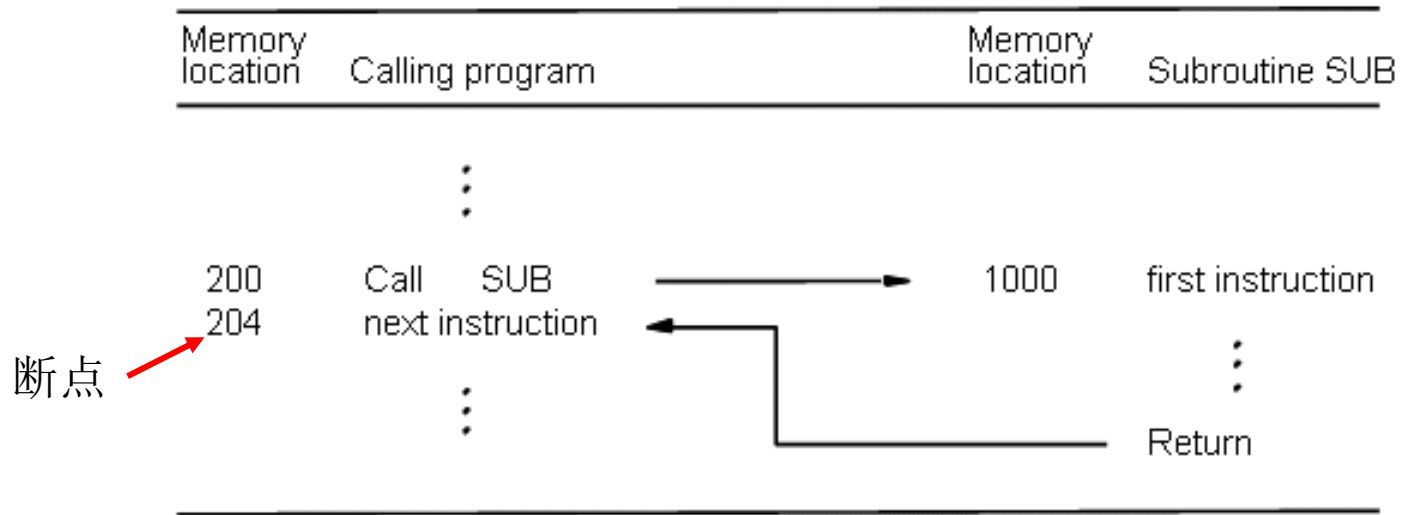 Memory location Calling program Memory location Subroutine SUB
200 Call SUB 1000 first instruction
204 next instruction
断点
Return